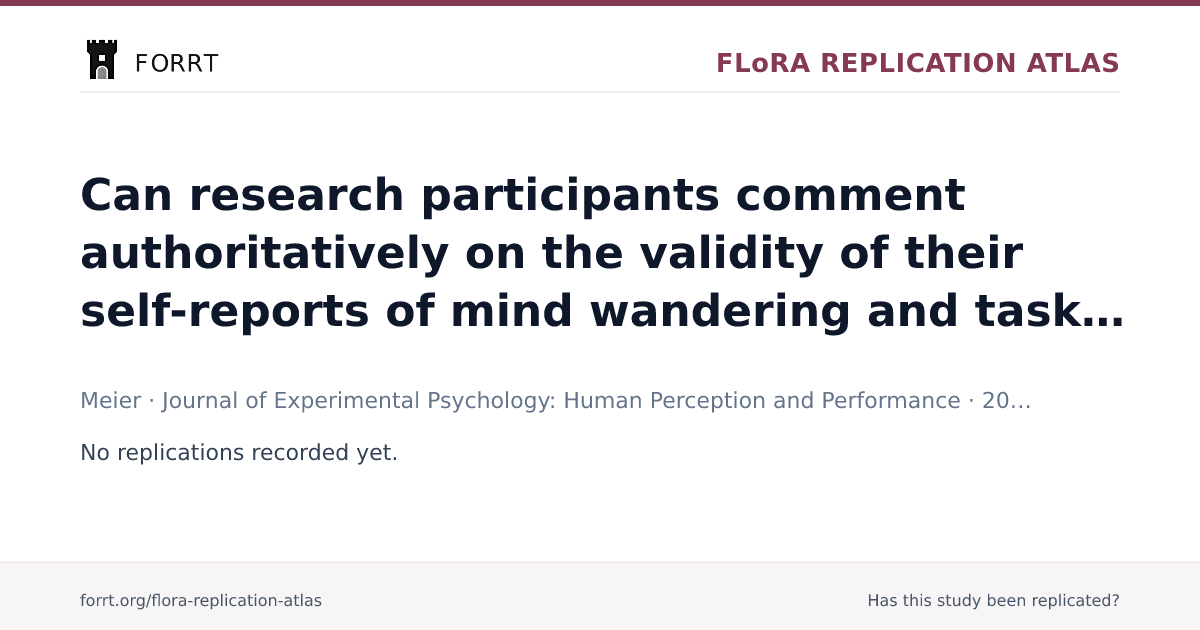 FORRT
FLoRA REPLICATION ATLAS
Can research participants comment
authoritatively on the validity of their
self-reports of mind wandering and task…
Meier · Journal of Experimental Psychology: Human Perception and Performance · 20…
No replications recorded yet.
forrt.org/flora-replication-atlas
Has this study been replicated?